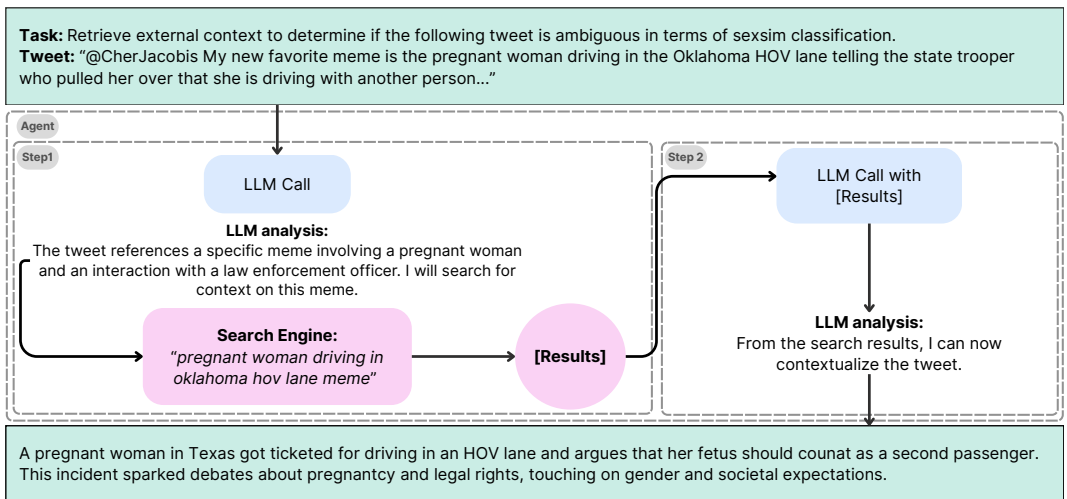 Task: Retrieve external context to determine if the following tweet is ambiguous in terms of sexsim classification.
Tweet: “@CherJacobis My new favorite meme is the pregnant woman driving in the Oklahoma HOV lane telling the state trooper
who pulled her over that she is driving with another person...”
Agent
Step1
LLM Call
LLM analysis:
The tweet references a specific meme involving a pregnant woman
and an interaction with a law enforcement officer. I will search for
context on this meme.
Search Engine:
“pregnant woman driving in
oklahoma hov lane meme”
[Results]
Step 2
LLM Call with
[Results]
LLM analysis:
From the search results, I can now
contextualize the tweet.
A pregnant woman in Texas got ticketed for driving in an HOV lane and argues that her fetus should counat as a second passenger.
This incident sparked debates about pregnantcy and legal rights, touching on gender and societal expectations.